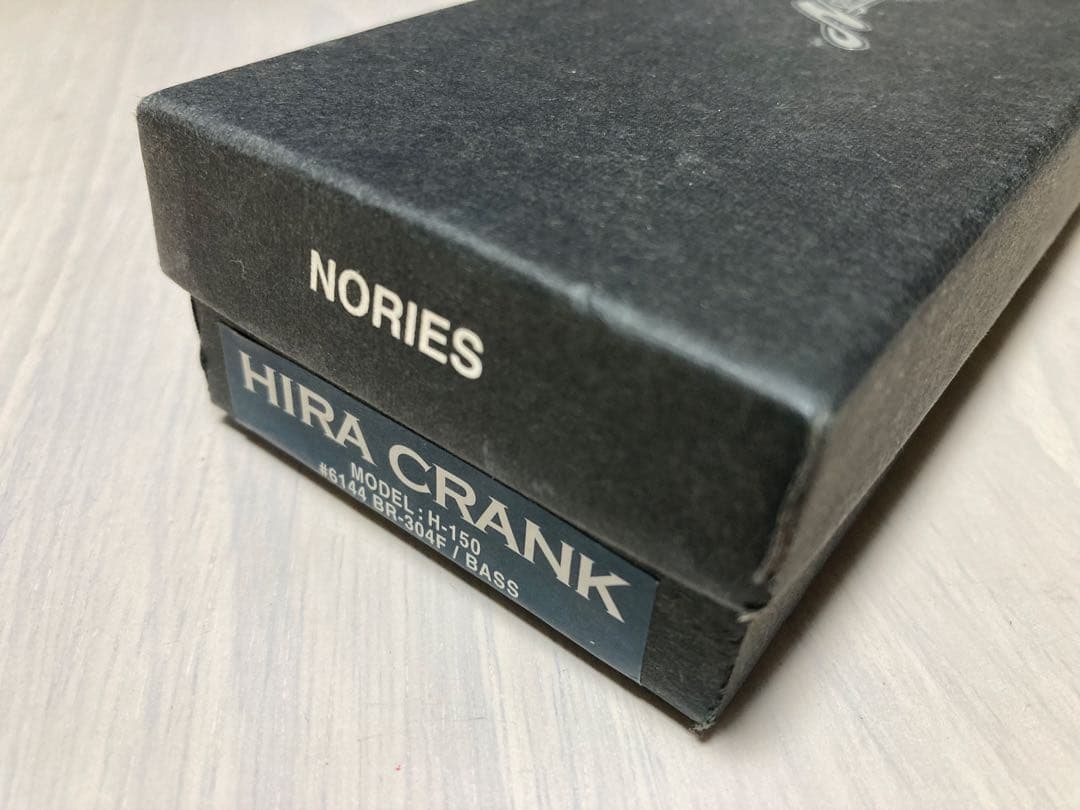 NORIES
HIRA CRANK
MODEL : H-150
#6144 BR-304F / BASS